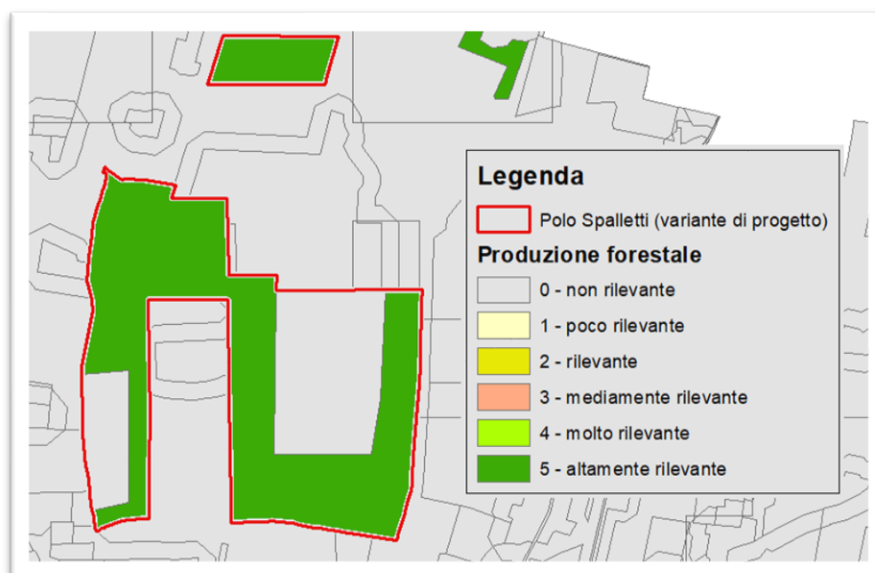 Legenda
Polo Spalletti (variante di progetto)
Produzione forestale
0 - non rilevante
1 - poco rilevante
2 - rilevante
3 - mediamente rilevante
4 - molto rilevante
5 - altamente rilevante